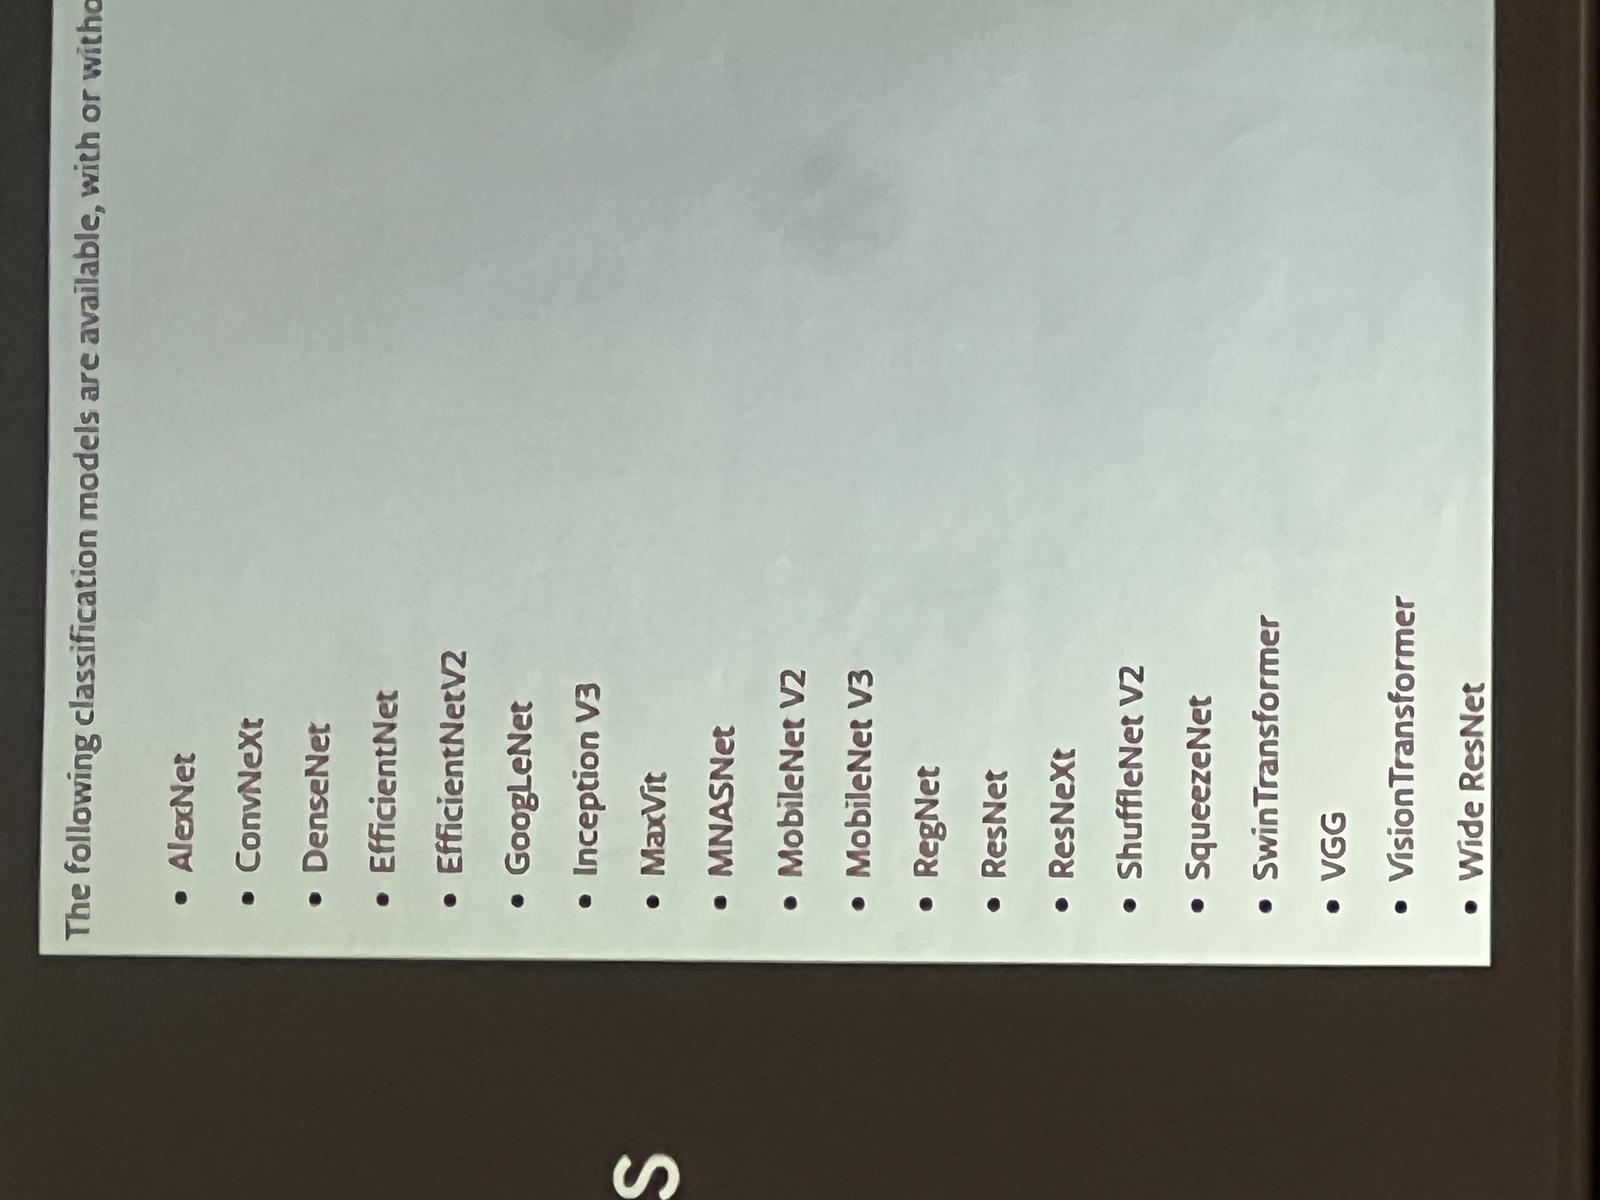 The following classification models are available, with or
• AlexNet
• ConvNeXt
• DenseNet
• EfficientNet
• EfficientNetV2
• GoogLeNet
• Inception V3
• MaxVit
• MNASNet
• MobileNet V2
• MobileNet V3
• RegNet
• ResNet
• ResNeXt
• ShuffleNet V2
• SqueezeNet
• SwinTransformer
• VGG
• VisionTransformer
• Wide ResNet
s